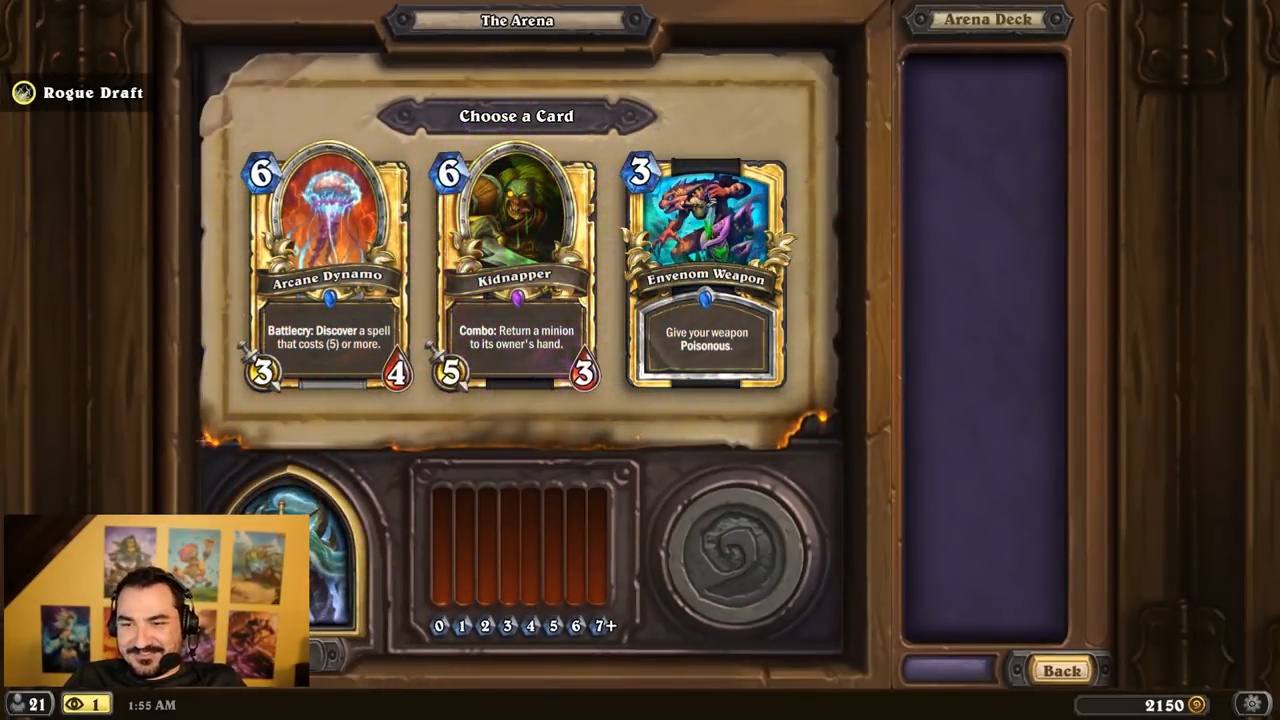 The Arena
Arena Deck
Rogue Draft
Choose a Card
6
6
3
Arcane Dynamo
Kidnapper
Envenom Weapon
Battlecry: Discover a spell
that costs (5) or more.
Combo: Return a minion
to its owner's hand.
Give your weapon
Poisonous.
3
4
5
3
0 1 2 3 4 5 6 7+
Back
21
1
1:55 AM
2150